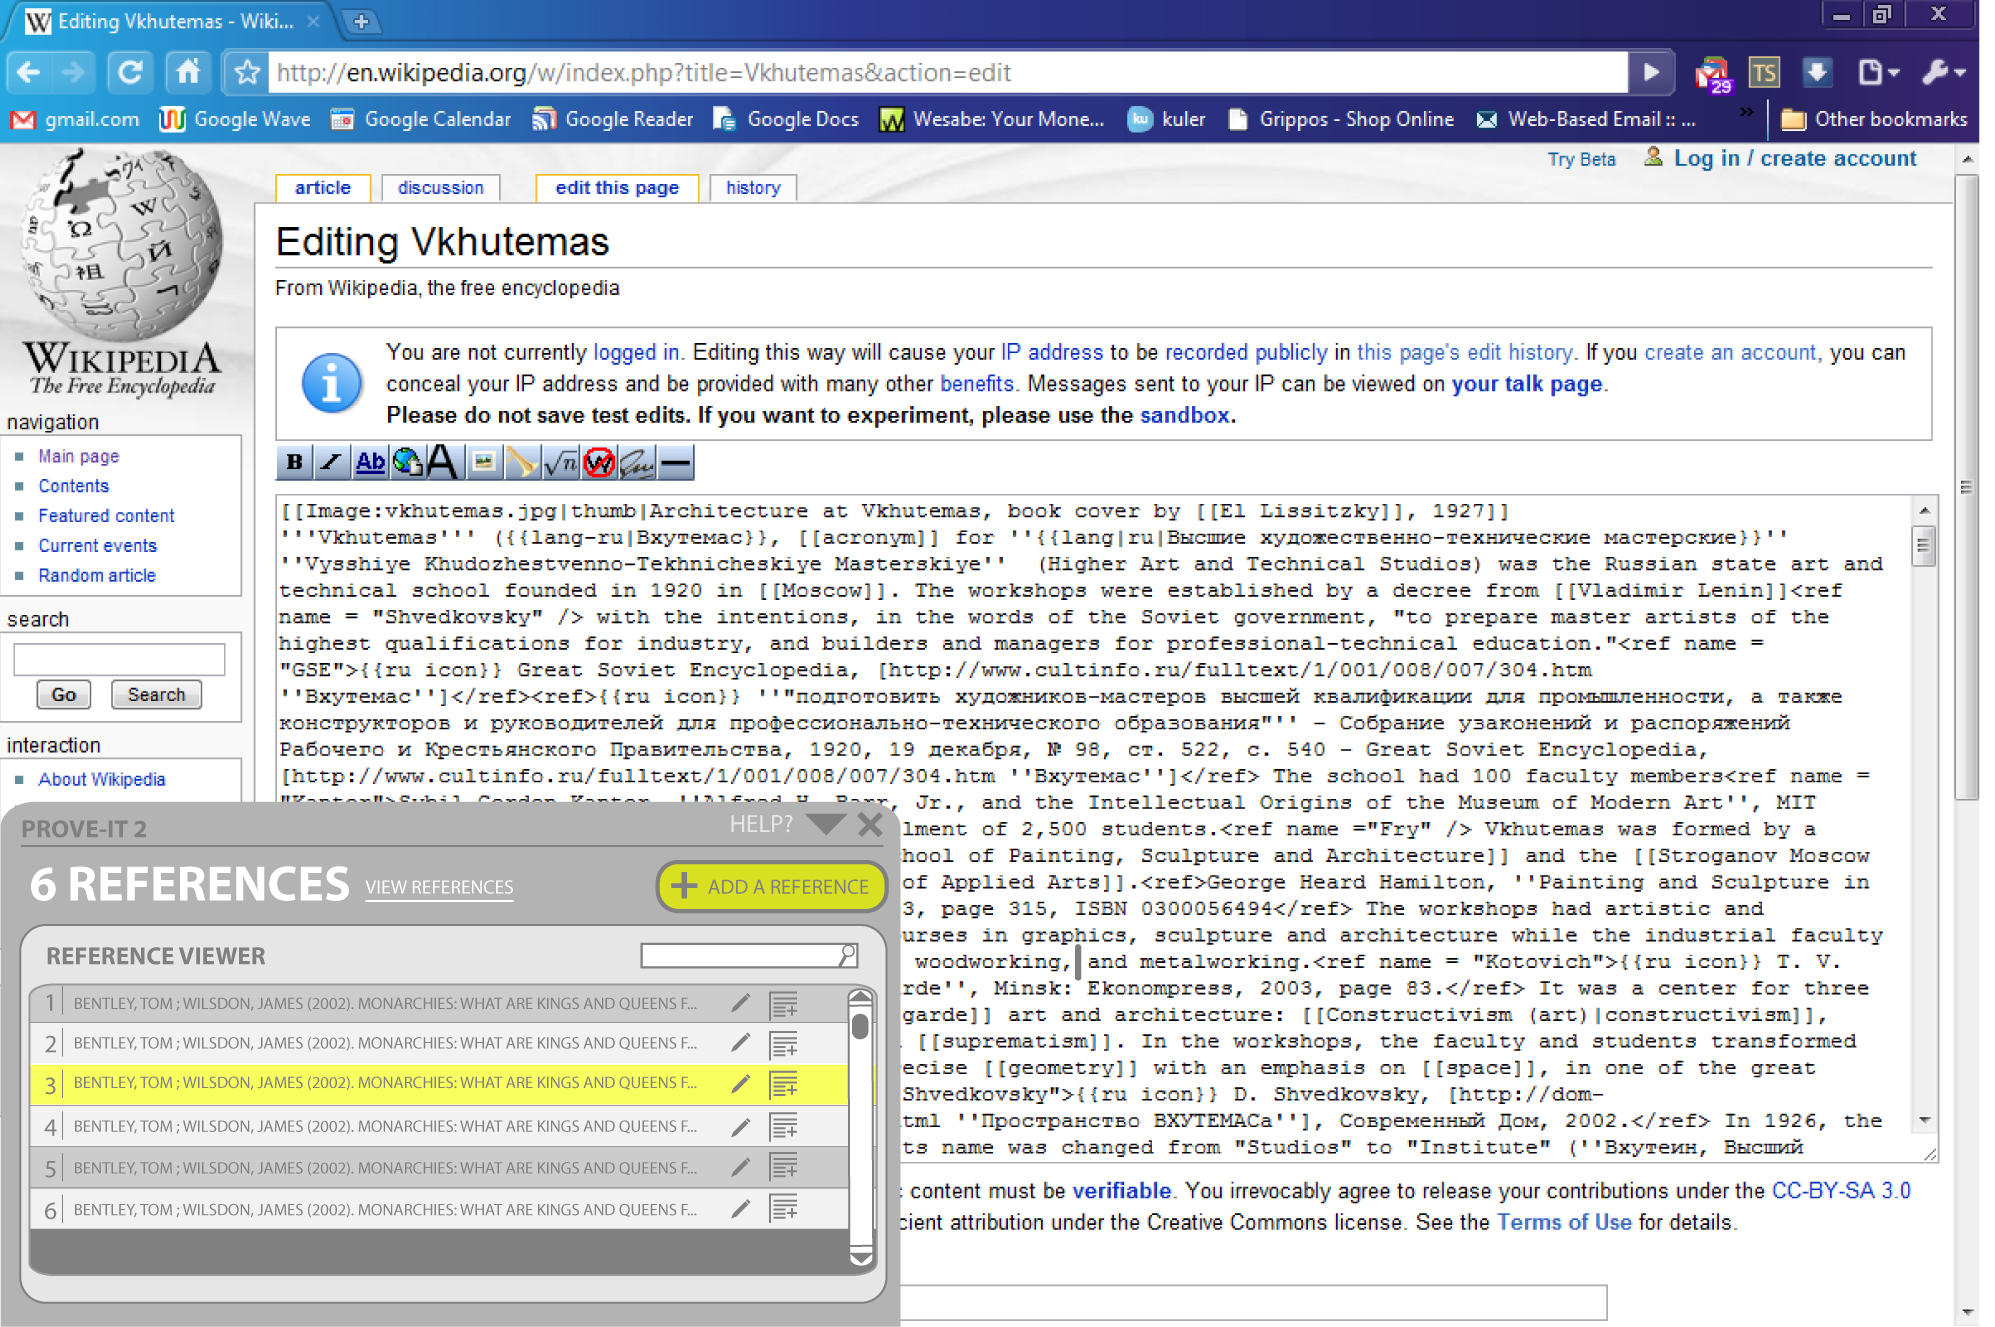 Editing Vkhutemas - Wiki...
http://en.wikipedia.org/w/index.php?title=Vkhutemas&action=edit
TS
29
gmail.com Google Wave Google Calendar Google Reader Google Docs Wesabe: Your Mone... ku kuler Grippos - Shop Online Web-Based Email :: ... » Other bookmarks
Try Beta Log in / create account
article discussion edit this page history
WIKIPEDIA
The Free Encyclopedia
navigation
Main page
Contents
Featured content
Current events
Random article
search
Go Search
interaction
About Wikipedia
Editing Vkhutemas
From Wikipedia, the free encyclopedia
You are not currently logged in. Editing this way will cause your IP address to be recorded publicly in this page's edit history. If you create an account, you can
conceal your IP address and be provided with many other benefits. Messages sent to your IP can be viewed on your talk page.
Please do not save test edits. If you want to experiment, please use the sandbox.
B I Ab A √n W
[[Image:vkhutemas.jpg|thumb|Architecture at Vkhutemas, book cover by [[El Lissitzky]], 1927]]
'''Vkhutemas''' ({{lang-ru|Вхутемас}}, [[acronym]] for ''{{lang|ru|Высшие художественно-технические мастерские}}''
''Vysshiye Khudozhestvenno-Tekhnicheskiye Masterskiye'' (Higher Art and Technical Studios) was the Russian state art and
technical school founded in 1920 in [[Moscow]]. The workshops were established by a decree from [[Vladimir Lenin]]<ref
name = "Shvedkovsky" /> with the intentions, in the words of the Soviet government, "to prepare master artists of the
highest qualifications for industry, and builders and managers for professional-technical education."<ref name =
"GSE">{{ru icon}} Great Soviet Encyclopedia, [http://www.cultinfo.ru/fulltext/1/001/008/007/304.htm
''Вхутемас'']</ref><ref>{{ru icon}} ''"подготовить художников-мастеров высшей квалификации для промышленности, а также
конструкторов и руководителей для профессионально-технического образования"'' – Собрание узаконений и распоряжений
Рабочего и Крестьянского Правительства, 1920, 19 декабря, № 98, ст. 522, с. 540 – Great Soviet Encyclopedia,
[http://www.cultinfo.ru/fulltext/1/001/008/007/304.htm ''Вхутемас'']</ref> The school had 100 faculty members<ref name =
"Kantor">Sybil Gordon Kantor, ''Alfred H. Barr, Jr., and the Intellectual Origins of the Museum of Modern Art'', MIT
lment of 2,500 students.<ref name ="Fry" /> Vkhutemas was formed by a
hool of Painting, Sculpture and Architecture]] and the [[Stroganov Moscow
of Applied Arts]].<ref>George Heard Hamilton, ''Painting and Sculpture in
3, page 315, ISBN 0300056494</ref> The workshops had artistic and
urses in graphics, sculpture and architecture while the industrial faculty
woodworking, and metalworking.<ref name = "Kotovich">{{ru icon}} T. V.
rde'', Minsk: Ekonompress, 2003, page 83.</ref> It was a center for three
garde]] art and architecture: [[Constructivism (art)|constructivism]],
[[suprematism]]. In the workshops, the faculty and students transformed
ecise [[geometry]] with an emphasis on [[space]], in one of the great
Shvedkovsky">{{ru icon}} D. Shvedkovsky, [http://dom-
tml ''Пространство ВХУТЕМАСа''], Современный Дом, 2002.</ref> In 1926, the
ts name was changed from "Studios" to "Institute" (''Вхутеин, Высший
content must be verifiable. You irrevocably agree to release your contributions under the CC-BY-SA 3.0
cient attribution under the Creative Commons license. See the Terms of Use for details.
PROVE-IT 2 HELP?
6 REFERENCES VIEW REFERENCES ADD A REFERENCE
REFERENCE VIEWER
1 BENTLEY, TOM ; WILSDON, JAMES (2002). MONARCHIES: WHAT ARE KINGS AND QUEENS F...
2 BENTLEY, TOM ; WILSDON, JAMES (2002). MONARCHIES: WHAT ARE KINGS AND QUEENS F...
3 BENTLEY, TOM ; WILSDON, JAMES (2002). MONARCHIES: WHAT ARE KINGS AND QUEENS F...
4 BENTLEY, TOM ; WILSDON, JAMES (2002). MONARCHIES: WHAT ARE KINGS AND QUEENS F...
5 BENTLEY, TOM ; WILSDON, JAMES (2002). MONARCHIES: WHAT ARE KINGS AND QUEENS F...
6 BENTLEY, TOM ; WILSDON, JAMES (2002). MONARCHIES: WHAT ARE KINGS AND QUEENS F...